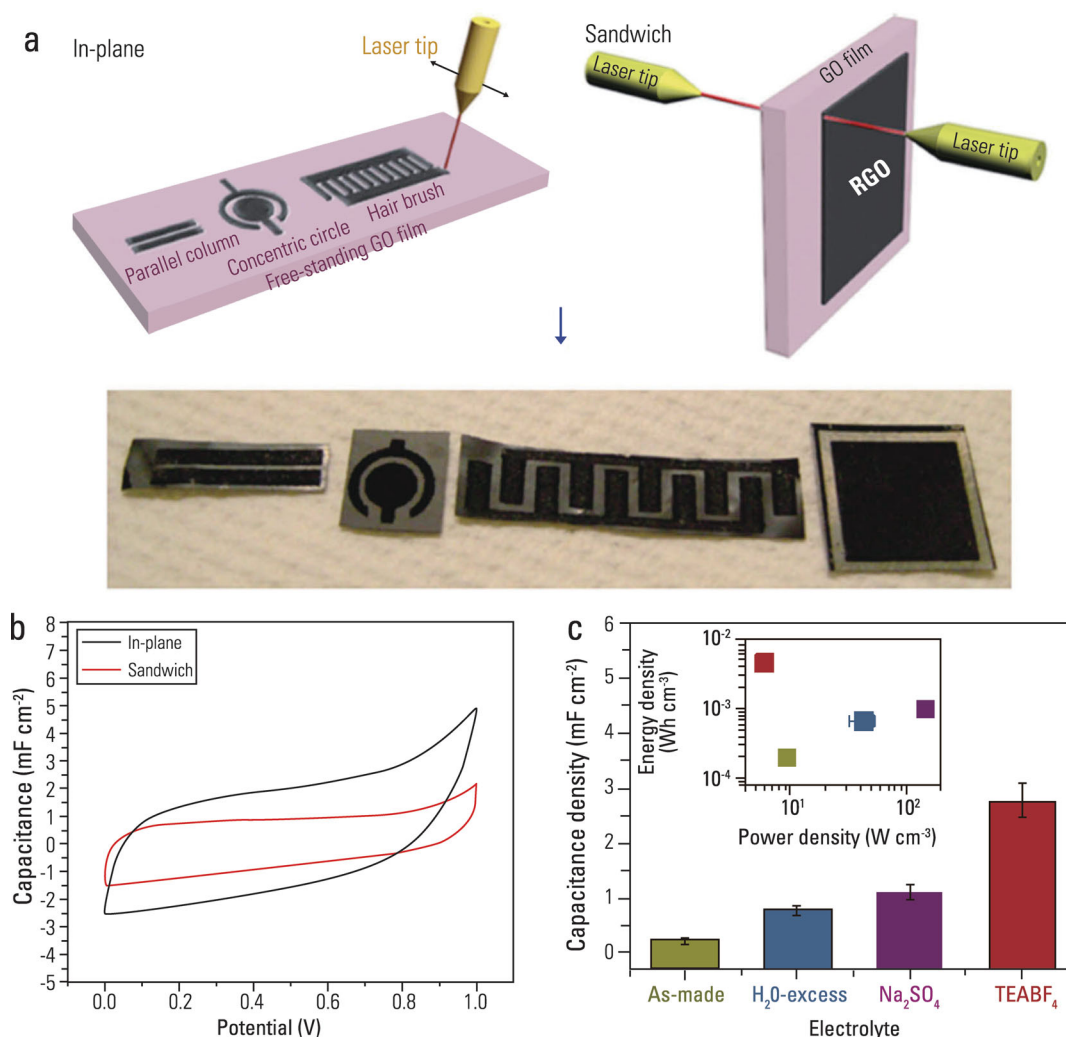 a
In-plane
Laser tip
Parallel column
Concentric circle
Hair brush
Free-standing GO film
Sandwich
Laser tip
GO film
RGO
Laser tip
b
8
7
6
5
4
3
2
1
0
-1
-2
-3
-4
-5
Capacitance (mF cm⁻²)
In-plane
Sandwich
0.0 0.2 0.4 0.6 0.8 1.0
Potential (V)
c
6
5
4
3
2
1
0
Capacitance density (mF cm⁻²)
Energy density
(Wh cm⁻³)
10⁻²
10⁻³
10⁻⁴
10¹ 10²
Power density (W cm⁻³)
As-made H₂0-excess Na₂SO₄ TEABF₄
Electrolyte